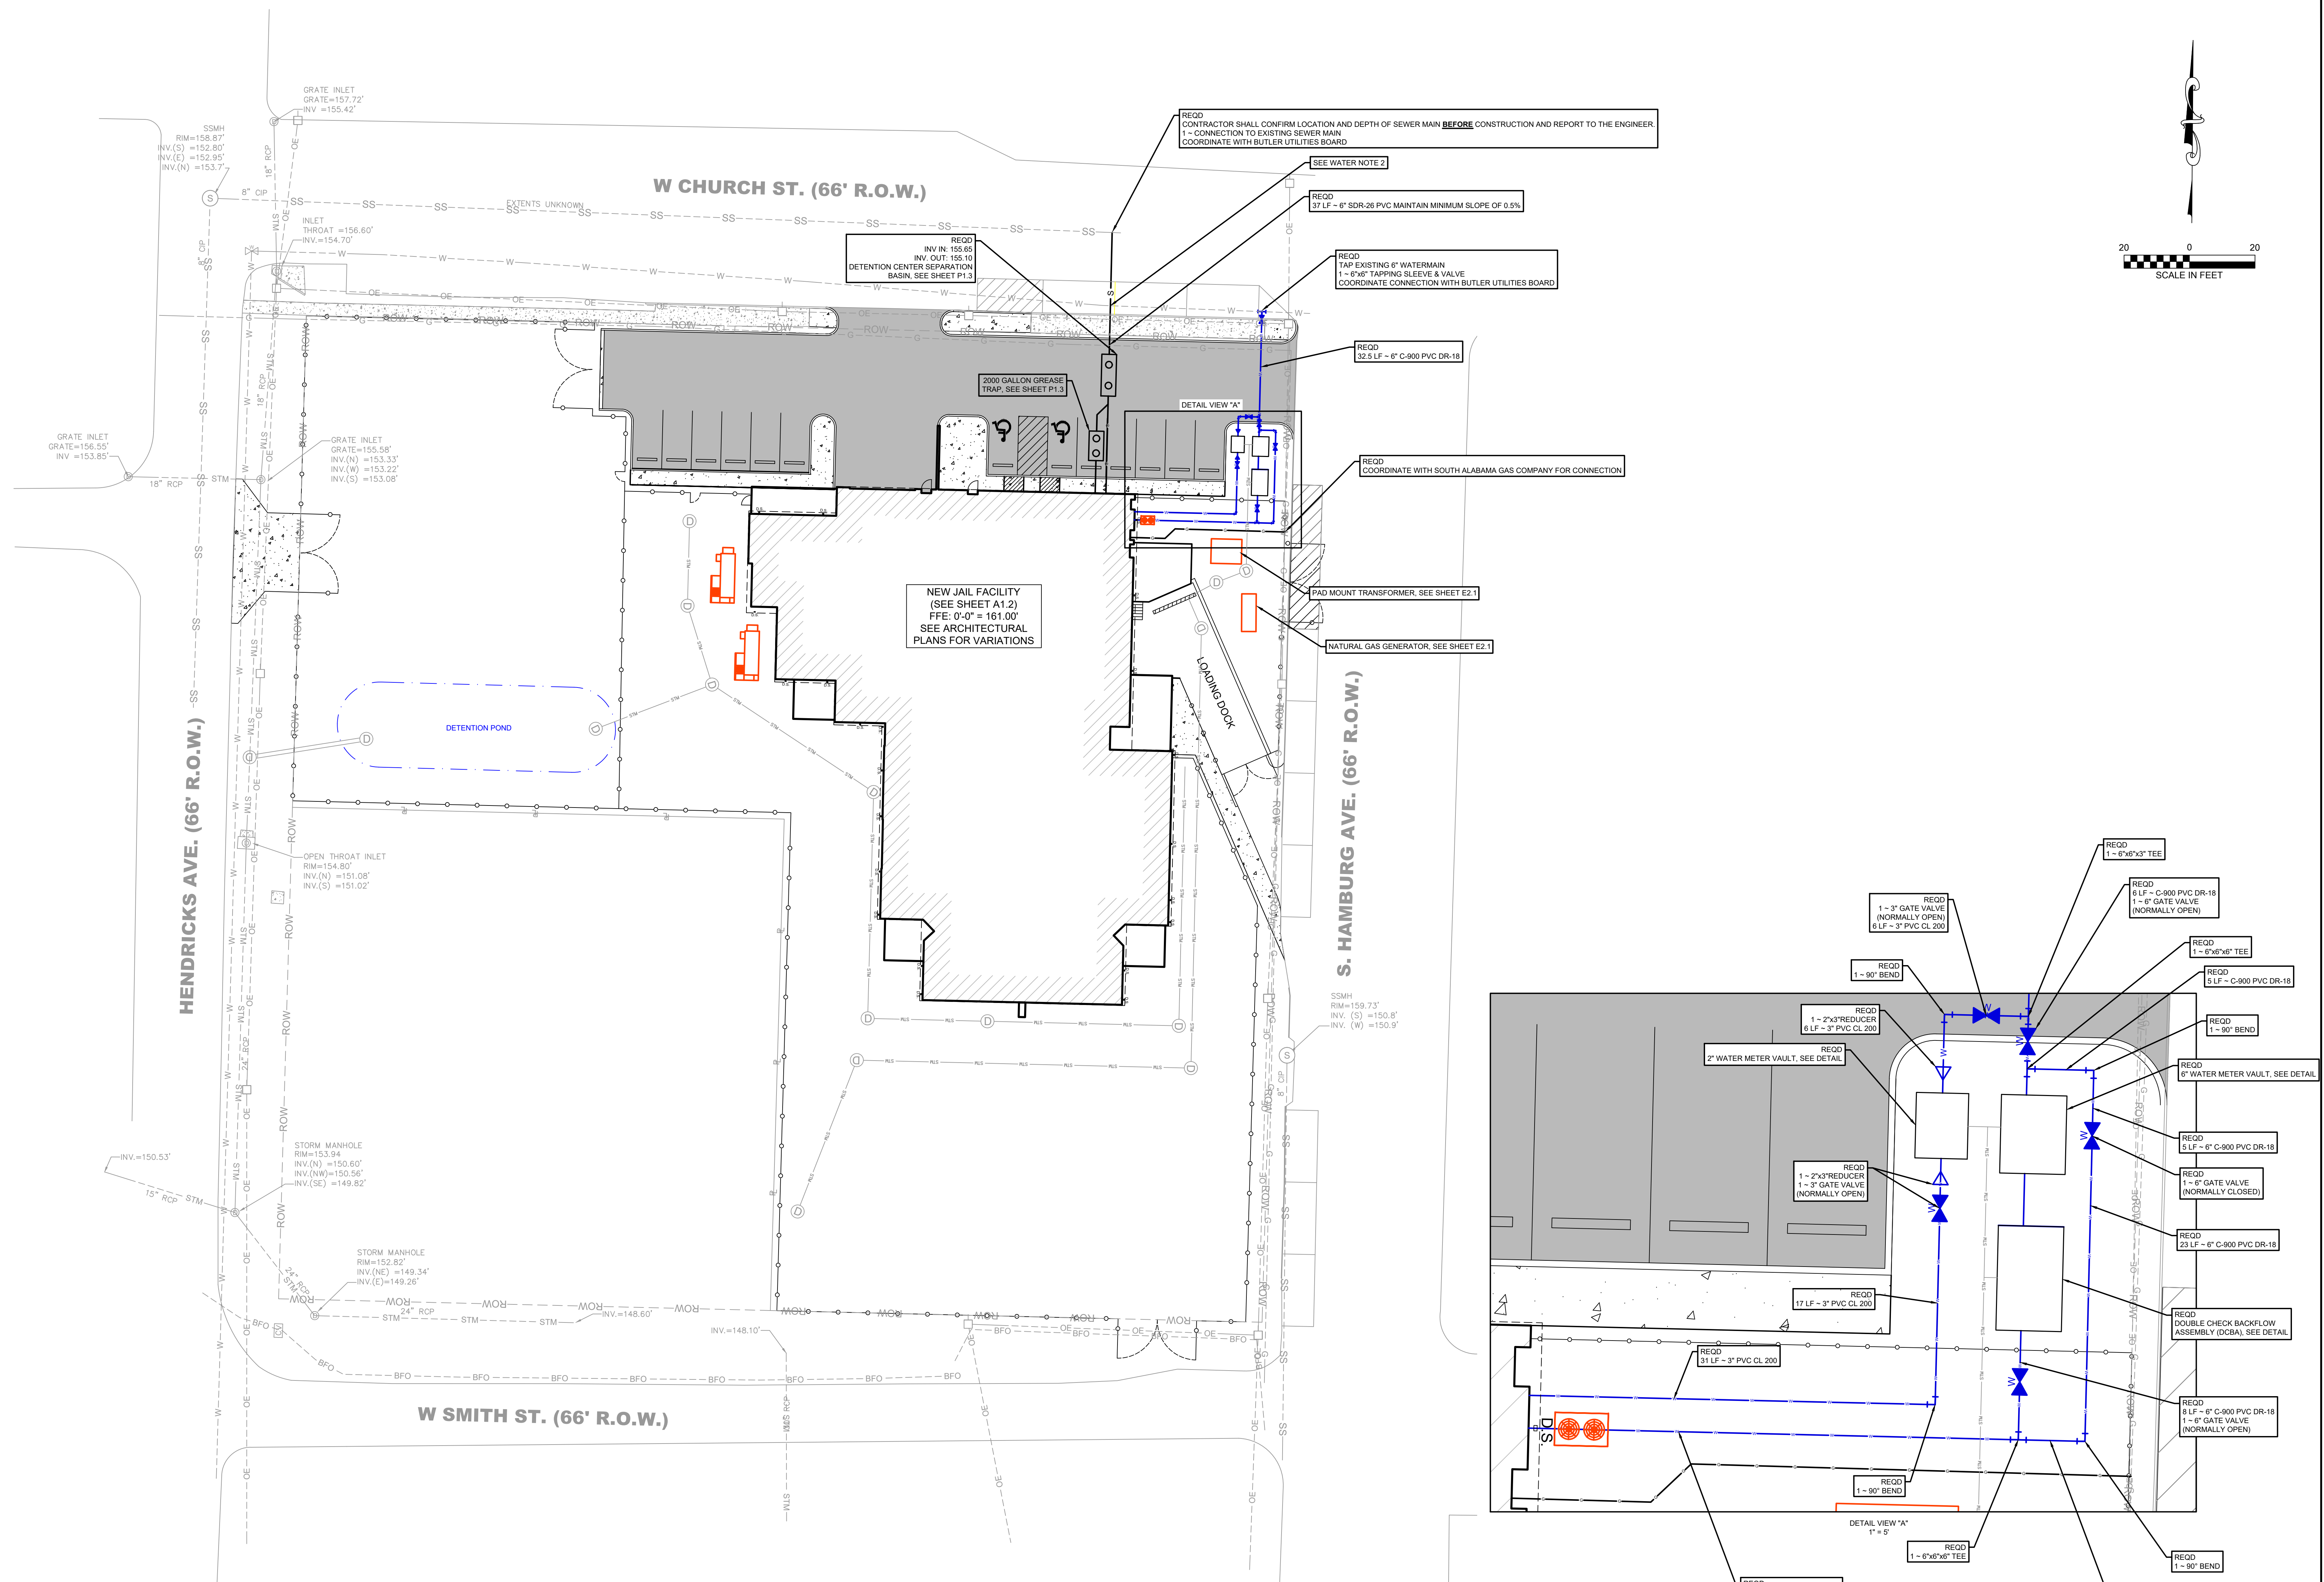 GRATE INLET
GRATE=157.72'
INV =155.42'
SSMH
RIM=158.87'
INV.(S) =152.80'
INV.(E) =152.95'
INV.(N) =153.7'
8" CIP
18" RCP
STM
OE
W CHURCH ST. (66' R.O.W.)
EXTENTS UNKNOWN
SS
INLET
THROAT =156.60'
INV.=154.70'
8" CIP
REQD
CONTRACTOR SHALL CONFIRM LOCATION AND DEPTH OF SEWER MAIN BEFORE CONSTRUCTION AND REPORT TO THE ENGINEER.
1 ~ CONNECTION TO EXISTING SEWER MAIN
COORDINATE WITH BUTLER UTILITIES BOARD
SEE WATER NOTE 2
REQD
37 LF ~ 6" SDR-26 PVC MAINTAIN MINIMUM SLOPE OF 0.5%
REQD
INV IN: 155.65
INV. OUT: 155.10
DETENTION CENTER SEPARATION
BASIN, SEE SHEET P1.3
REQD
TAP EXISTING 6" WATERMAIN
1 ~ 6"x6" TAPPING SLEEVE & VALVE
COORDINATE CONNECTION WITH BUTLER UTILITIES BOARD
20 0 20
SCALE IN FEET
REQD
32.5 LF ~ 6" C-900 PVC DR-18
2000 GALLON GREASE
TRAP, SEE SHEET P1.3
DETAIL VIEW "A"
REQD
COORDINATE WITH SOUTH ALABAMA GAS COMPANY FOR CONNECTION
GRATE INLET
GRATE=156.55'
INV =153.85'
18" RCP
STM
18" RCP
GRATE INLET
GRATE=155.58'
INV.(N) =153.33'
INV.(W) =153.22'
INV.(S) =153.08'
NEW JAIL FACILITY
(SEE SHEET A1.2)
FFE: 0'-0" = 161.00'
SEE ARCHITECTURAL
PLANS FOR VARIATIONS
PAD MOUNT TRANSFORMER, SEE SHEET E2.1
NATURAL GAS GENERATOR, SEE SHEET E2.1
LOADING DOCK
DETENTION POND
HENDRICKS AVE. (66' R.O.W.)
S. HAMBURG AVE. (66' R.O.W.)
OPEN THROAT INLET
RIM=154.80'
INV.(N) =151.08'
INV.(S) =151.02'
24" RCP
SSMH
RIM=159.73'
INV. (S) =150.8'
INV. (W) =150.9'
8" CIP
STORM MANHOLE
RIM=153.94
INV.(N) =150.60'
INV.(NW)=150.56'
INV.(SE) =149.82'
INV.=150.53'
15" RCP
STM
24" RCP
STORM MANHOLE
RIM=152.82'
INV.(NE) =149.34'
INV.(E)=149.26'
ROW
24" RCP
STM
INV.=148.60'
INV.=148.10'
BFO
W SMITH ST. (66' R.O.W.)
REQD
1 ~ 6"x6"x3" TEE
REQD
6 LF ~ C-900 PVC DR-18
1 ~ 6" GATE VALVE
(NORMALLY OPEN)
REQD
1 ~ 3" GATE VALVE
(NORMALLY OPEN)
6 LF ~ 3" PVC CL 200
REQD
1 ~ 6"x6"x6" TEE
REQD
5 LF ~ C-900 PVC DR-18
REQD
1 ~ 90° BEND
REQD
1 ~ 2"x3"REDUCER
6 LF ~ 3" PVC CL 200
REQD
1 ~ 90° BEND
REQD
2" WATER METER VAULT, SEE DETAIL
REQD
6" WATER METER VAULT, SEE DETAIL
REQD
5 LF ~ 6" C-900 PVC DR-18
REQD
1 ~ 2"x3"REDUCER
1 ~ 3" GATE VALVE
(NORMALLY OPEN)
REQD
1 ~ 6" GATE VALVE
(NORMALLY CLOSED)
REQD
23 LF ~ 6" C-900 PVC DR-18
REQD
17 LF ~ 3" PVC CL 200
REQD
DOUBLE CHECK BACKFLOW
ASSEMBLY (DCBA), SEE DETAIL
REQD
31 LF ~ 3" PVC CL 200
REQD
8 LF ~ 6" C-900 PVC DR-18
1 ~ 6" GATE VALVE
(NORMALLY OPEN)
D.S.
REQD
1 ~ 90° BEND
DETAIL VIEW "A"
1" = 5'
REQD
1 ~ 6"x6"x6" TEE
REQD
1 ~ 90° BEND